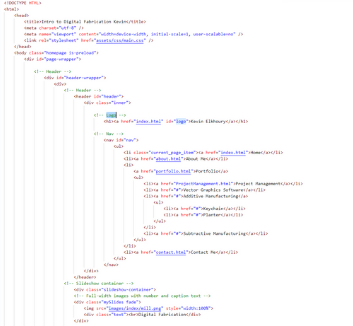 <!DOCTYPE HTML>
<html>
<head>
<title>Intro to Digital Fabrication Kevin</title>
<meta charset="utf-8" />
<meta name="viewport" content="width=device-width, initial-scale=1, user-scalable=no" />
<link rel="stylesheet" href="assets/css/main.css" />
</head>
<body class="homepage is-preload">
<div id="page-wrapper">
<!-- Header -->
<div id="header-wrapper">
<div>
<!-- Header -->
<header id="header">
<div class="inner">
<!-- Logo -->
<h1><a href="index.html" id="logo">Kevin Elkhoury</a></h1>
<!-- Nav -->
<nav id="nav">
<ul>
<li class="current_page_item"><a href="index.html">Home</a></li>
<li><a href="about.html">About Me</a></li>
<li>
<a href="portfolio.html">Portfolio</a>
<ul>
<li><a href="ProjectManagement.html">Project Management</a></li>
<li><a href="#">Vector Graphics Software</a></li>
<li><a href="#">Additive Manufacturing</a>
<ul>
<li><a href="#">Keychain</a></li>
<li><a href="#">Planter</a></li>
</ul>
</li>
<li><a href="#">Subtractive Manufacturing</a></li>
</ul>
</li>
<li><a href="contact.html">Contact Me</a></li>
</ul>
</nav>
</div>
</header>
<!-- Slideshow container -->
<div class="slideshow-container">
<!-- Full-width images with number and caption text -->
<div class="mySlides fade">
<img src="images/index/mill.png" style="width:100%">
<div class="text"><br>Digital Fabrication</div>
</div>